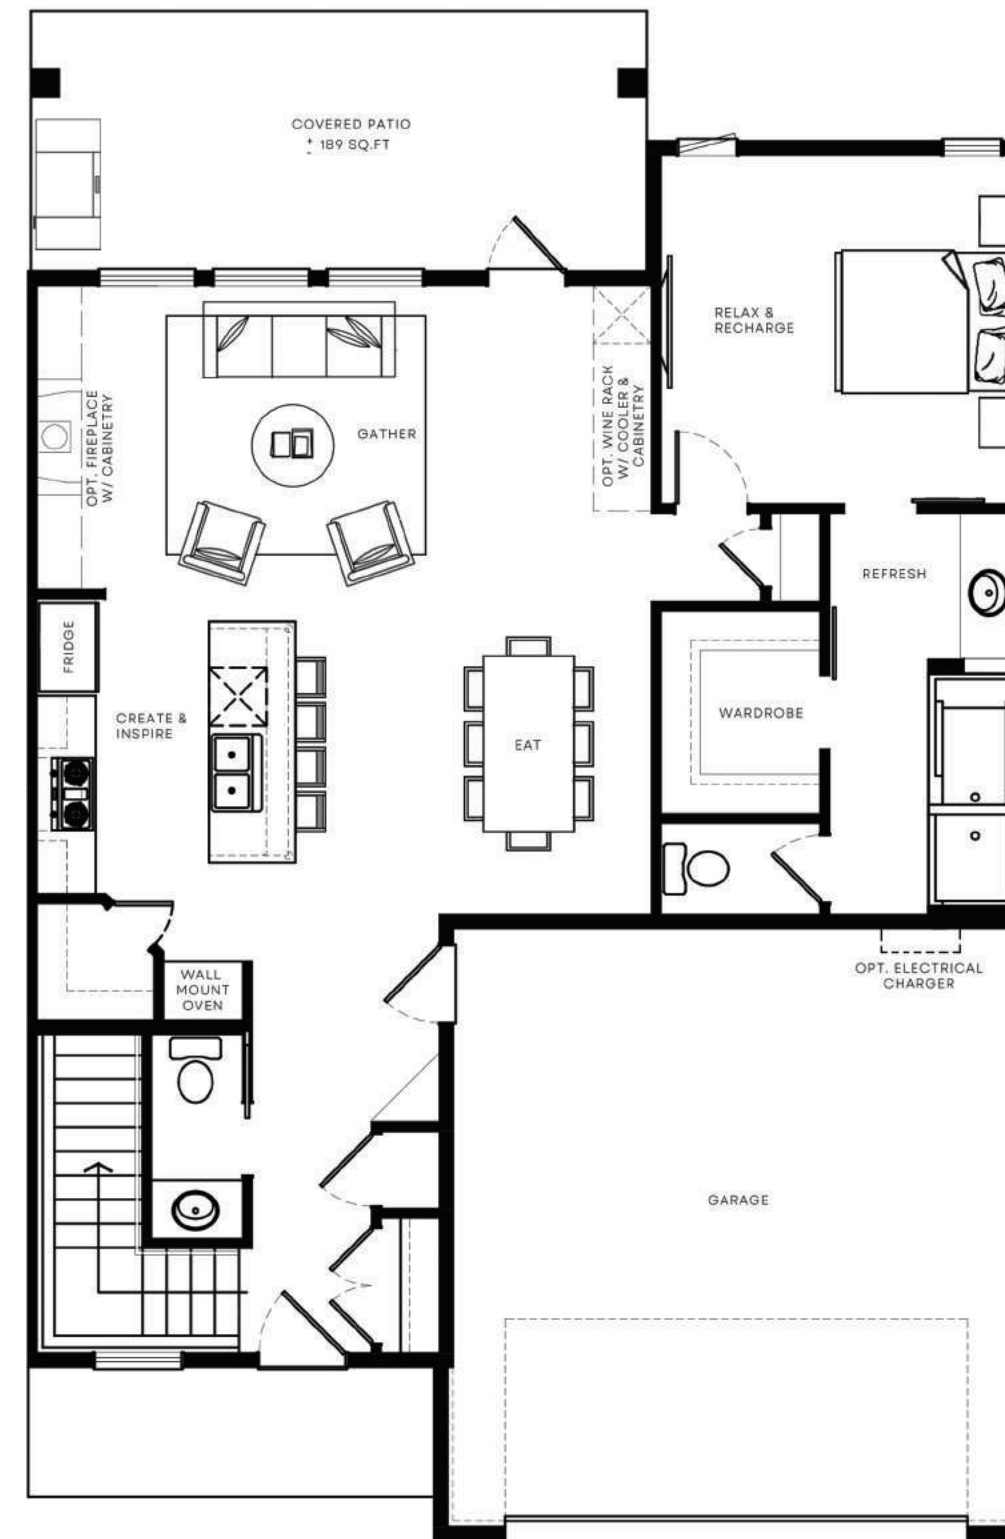 COVERED PATIO
± 189 SQ.FT
RELAX &
RECHARGE
OPT. FIREPLACE
W/ CABINETRY
GATHER
OPT. WINE RACK
W/ COOLER &
CABINETRY
REFRESH
FRIDGE
CREATE &
INSPIRE
EAT
WARDROBE
WALL
MOUNT
OVEN
OPT. ELECTRICAL
CHARGER
GARAGE